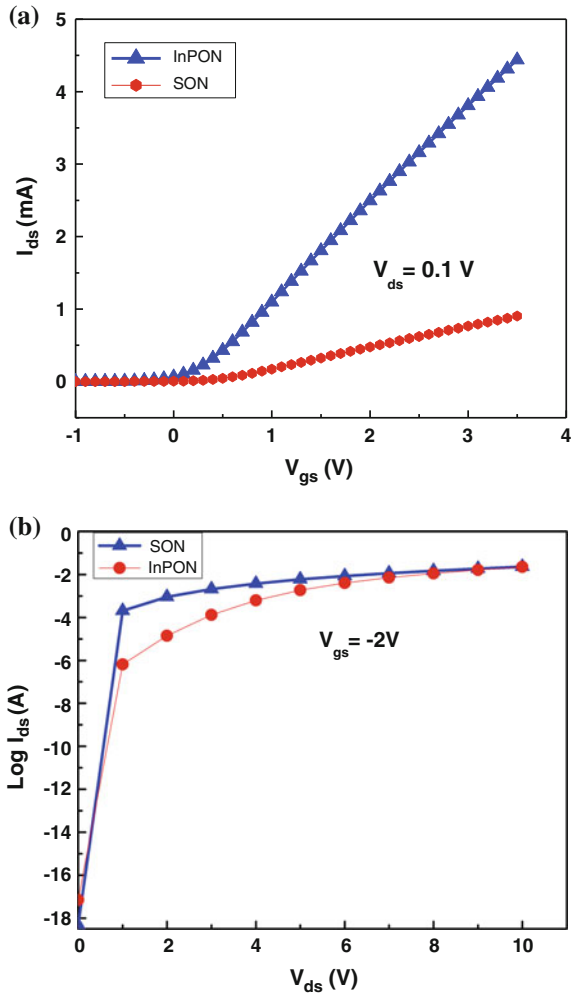 (a)
5
4
3
2
1
0
InPON
SON
V_ds = 0.1 V
I_ds (mA)
-1 0 1 2 3 4
V_gs (V)
(b)
0
-2
-4
-6
-8
-10
-12
-14
-16
-18
SON
InPON
V_gs = -2V
Log I_ds (A)
0 2 4 6 8 10
V_ds (V)